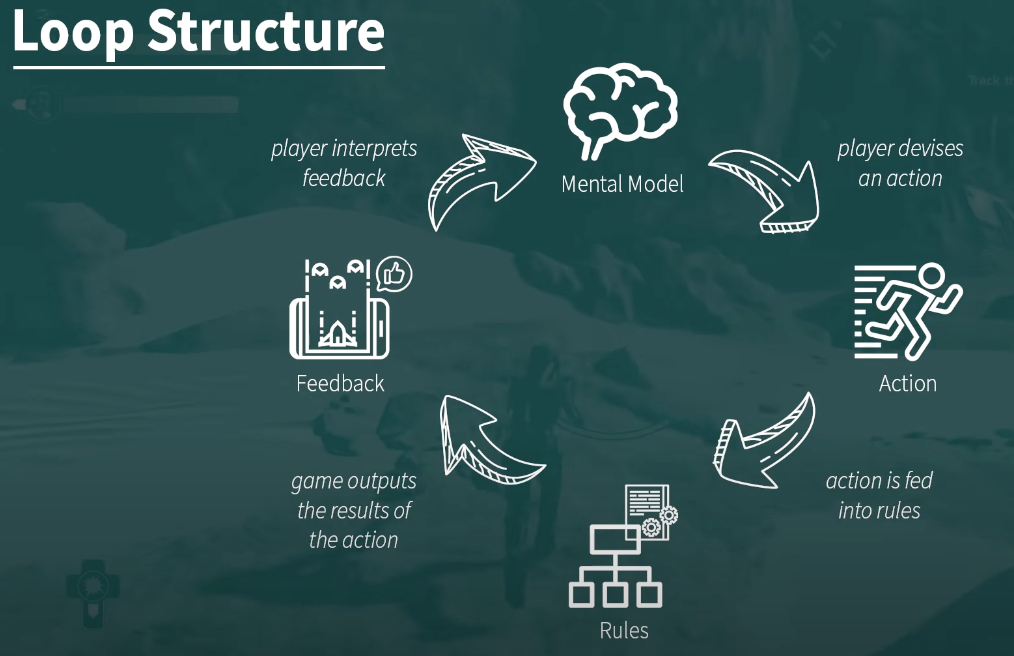 Loop Structure
Track th
player interprets
feedback
Mental Model
player devises
an action
Feedback
Action
game outputs
the results of
the action
action is fed
into rules
Rules